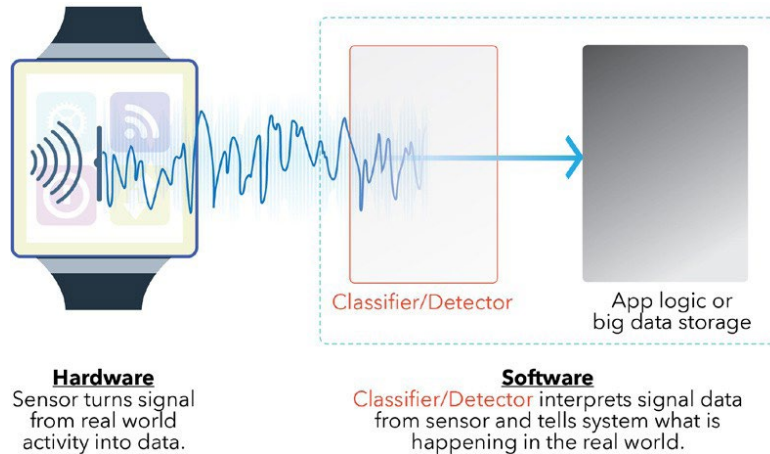 Classifier/Detector
App logic or
big data storage
Hardware
Sensor turns signal
from real world
activity into data.
Software
Classifier/Detector interprets signal data
from sensor and tells system what is
happening in the real world.